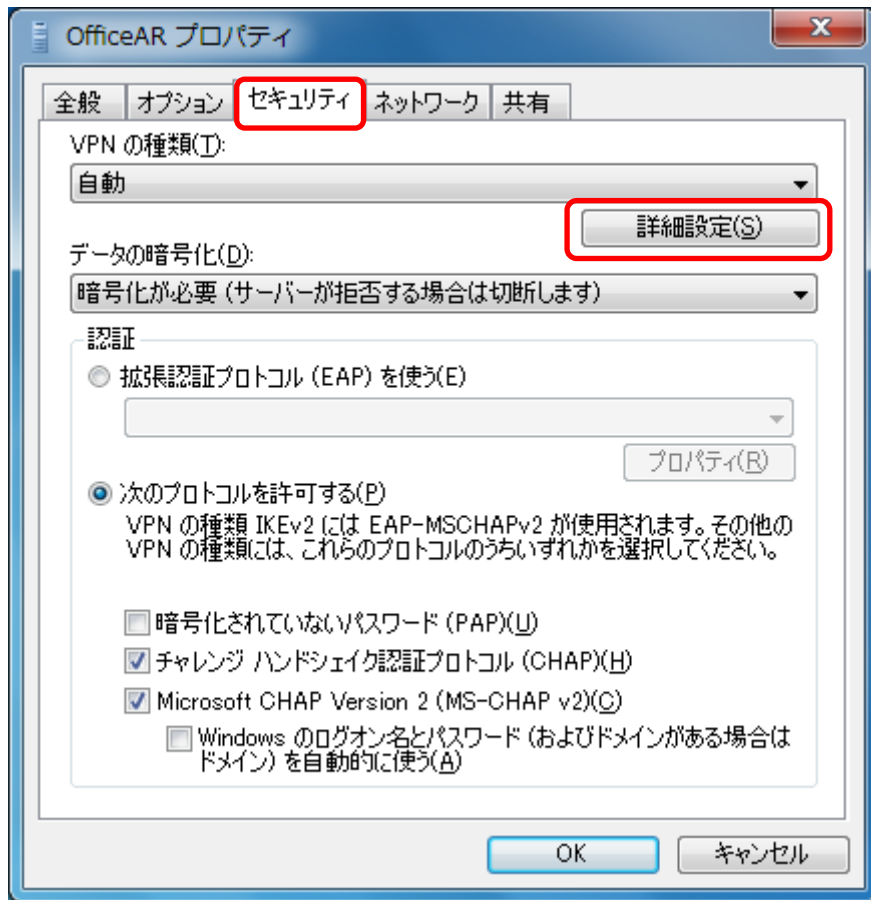 OfficeAR プロパティ
全般 オプション セキュリティ ネットワーク 共有
VPN の種類(T):
自動
詳細設定(S)
データの暗号化(D):
暗号化が必要 (サーバーが拒否する場合は切断します)
認証
拡張認証プロトコル (EAP) を使う(E)
プロパティ(R)
次のプロトコルを許可する(P)
VPN の種類 IKEv2 には EAP-MSCHAPv2 が使用されます。その他の
VPN の種類には、これらのプロトコルのうちいずれかを選択してください。
暗号化されていないパスワード (PAP)(U)
チャレンジ ハンドシェイク認証プロトコル (CHAP)(H)
Microsoft CHAP Version 2 (MS-CHAP v2)(C)
Windows のログオン名とパスワード (およびドメインがある場合は
ドメイン) を自動的に使う(A)
OK キャンセル